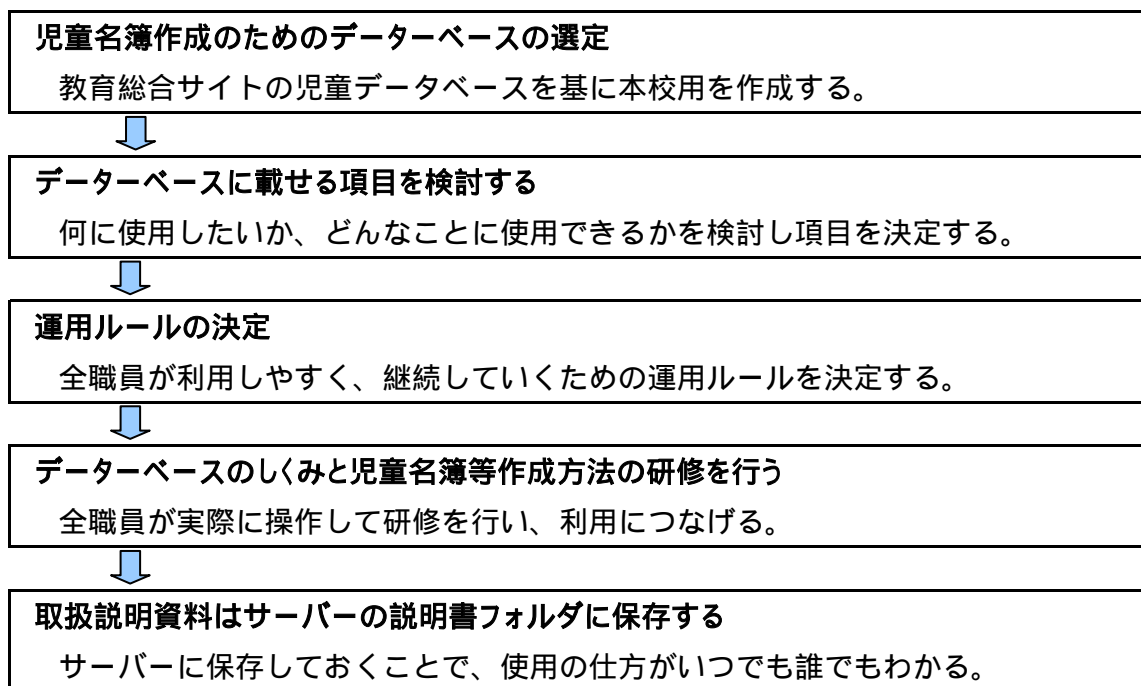 児童名簿作成のためのデーターベースの選定
教育総合サイトの児童データベースを基に本校用を作成する。
データーベースに載せる項目を検討する
何に使用したいか、どんなことに使用できるかを検討し項目を決定する。
運用ルールの決定
全職員が利用しやすく、継続していくための運用ルールを決定する。
データーベースのしくみと児童名簿等作成方法の研修を行う
全職員が実際に操作して研修を行い、利用につなげる。
取扱説明資料はサーバーの説明書フォルダに保存する
サーバーに保存しておくことで、使用の仕方がいつでも誰でもわかる。